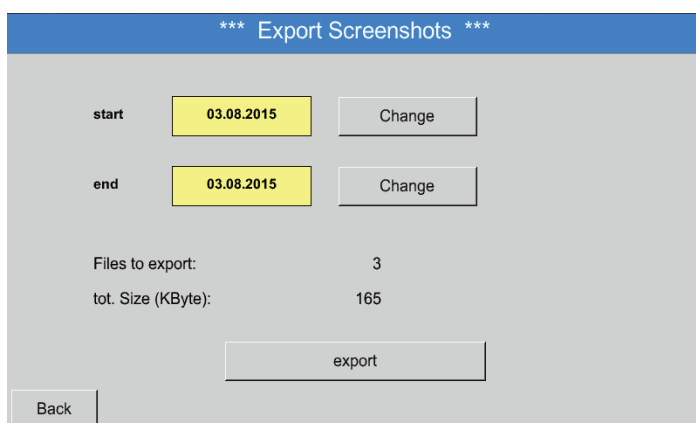 *** Export Screenshots ***
start 03.08.2015 Change
end 03.08.2015 Change
Files to export: 3
tot. Size (KByte): 165
export
Back